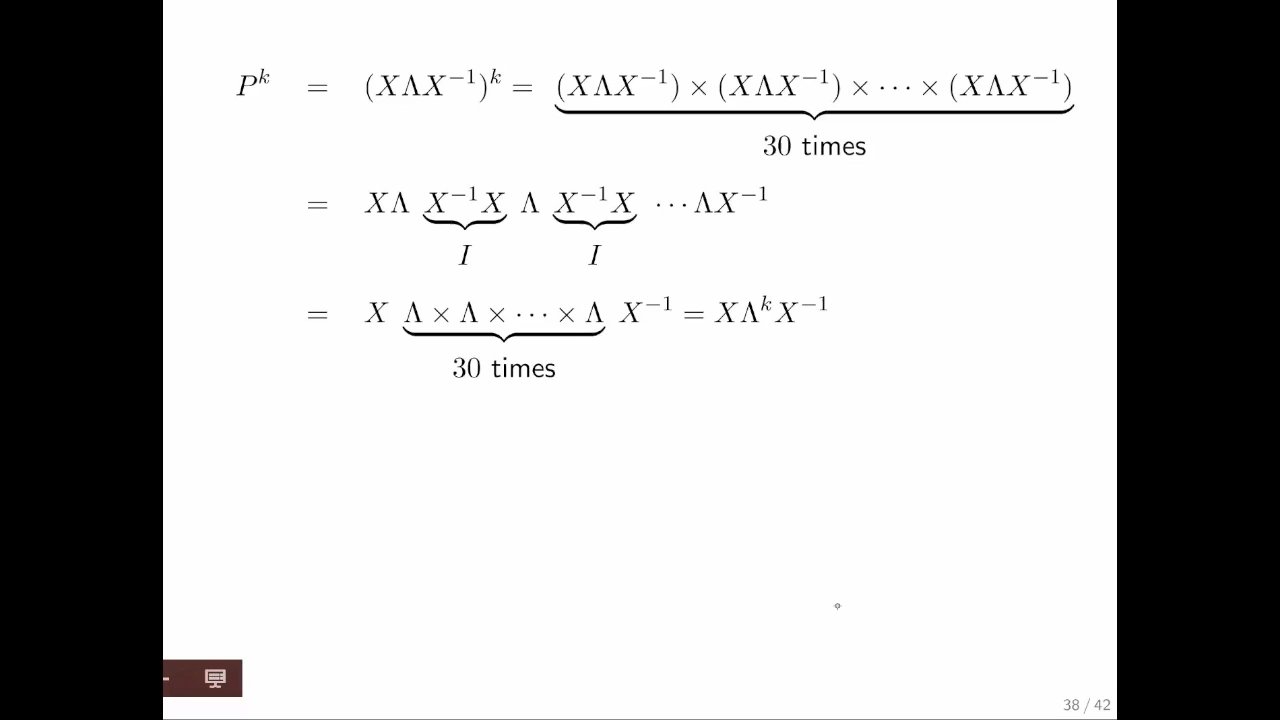 P^k = (XΛX^{-1})^k = (XΛX^{-1}) × (XΛX^{-1}) × ··· × (XΛX^{-1})
30 times
= XΛ X^{-1}X Λ X^{-1}X ··· ΛX^{-1}
I I
= X Λ × Λ × ··· × Λ X^{-1} = XΛ^kX^{-1}
30 times
38 / 42